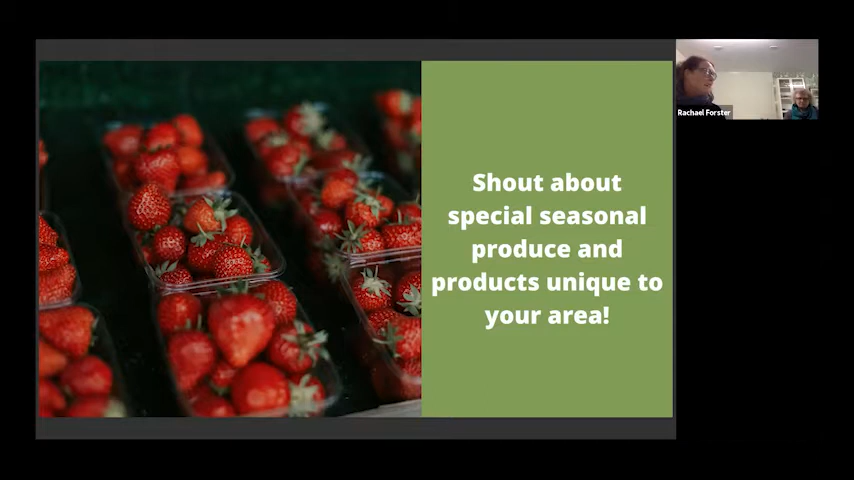 Shout about
special seasonal
produce and
products unique to
your area!
Rachael Forster